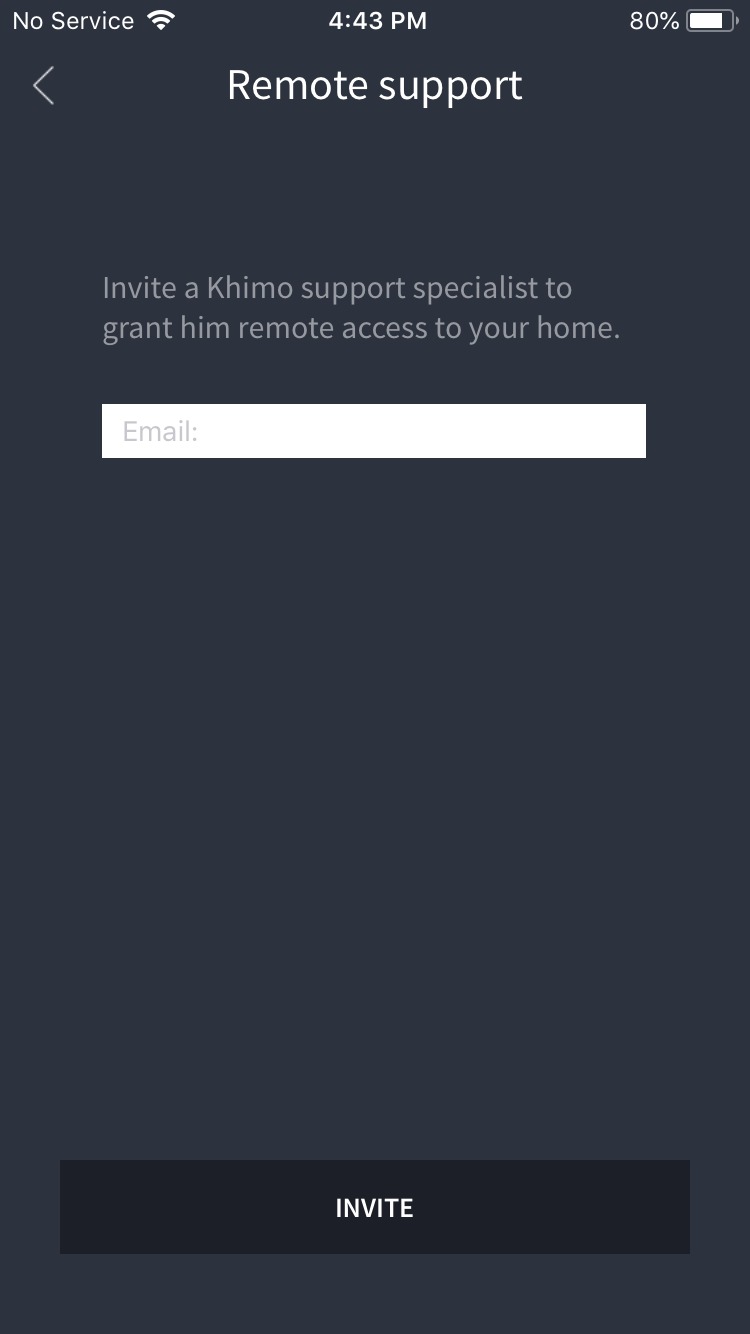 No Service 4:43 PM 80%
Remote support
Invite a Khimo support specialist to
grant him remote access to your home.
Email:
INVITE